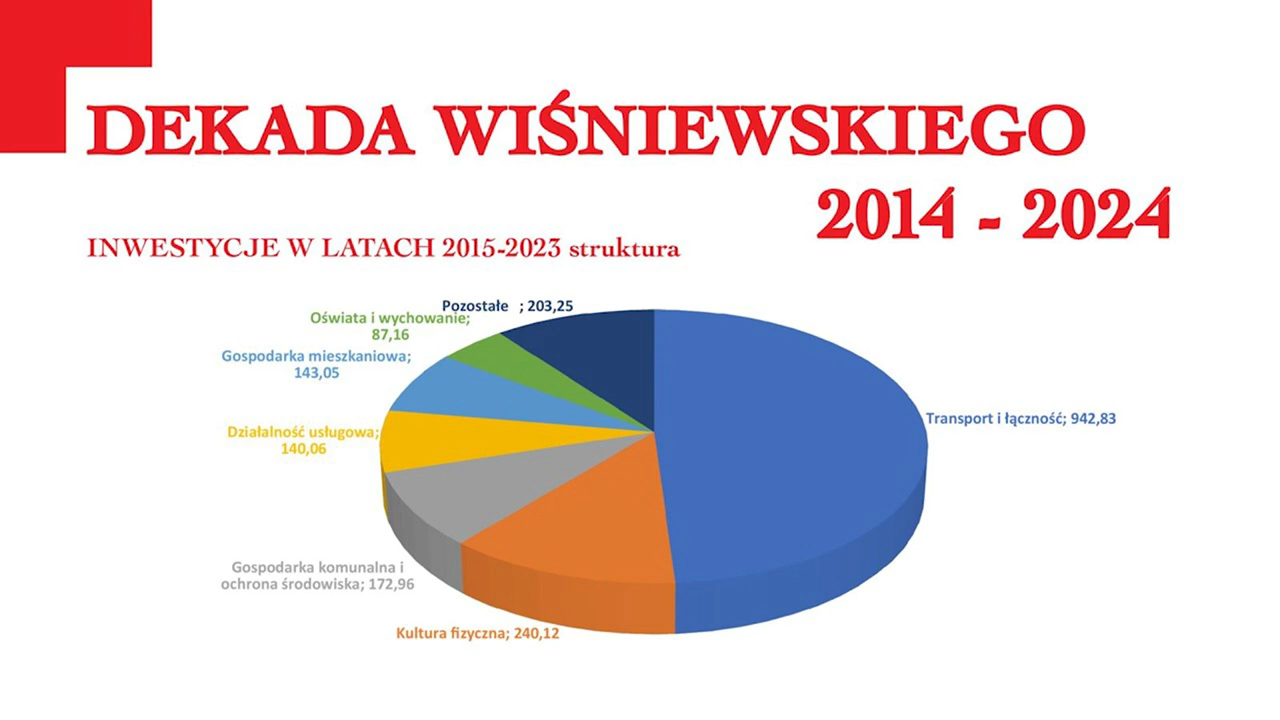 DEKADA WIŚNIEWSKIEGO
2014 - 2024
INWESTYCJE W LATACH 2015-2023 struktura
Pozostałe ; 203,25
Oświata i wychowanie;
87,16
Gospodarka mieszkaniowa;
143,05
Działalność usługowa;
140,06
Transport i łączność; 942,83
Gospodarka komunalna i
ochrona środowiska; 172,96
Kultura fizyczna; 240,12